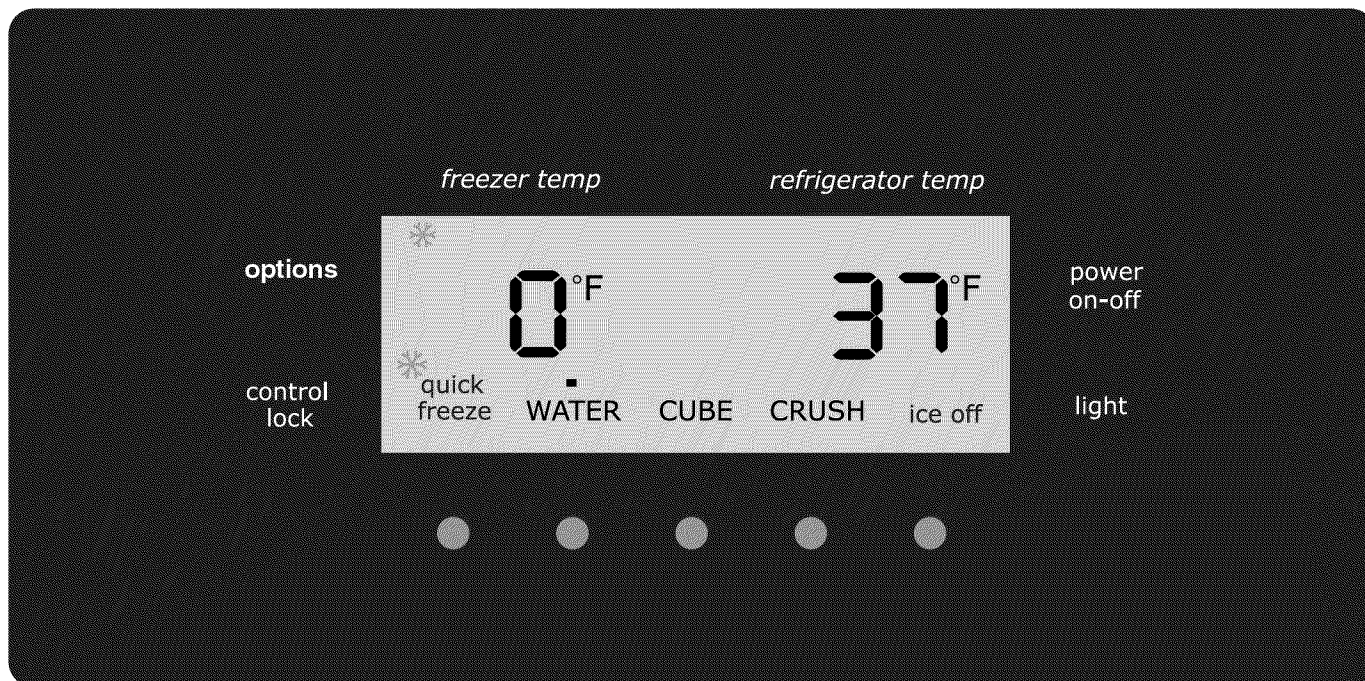 freezer temp
refrigerator temp
options
0°F
37°F
power
on-off
control
lock
quick
freeze
WATER
CUBE
CRUSH
ice off
light